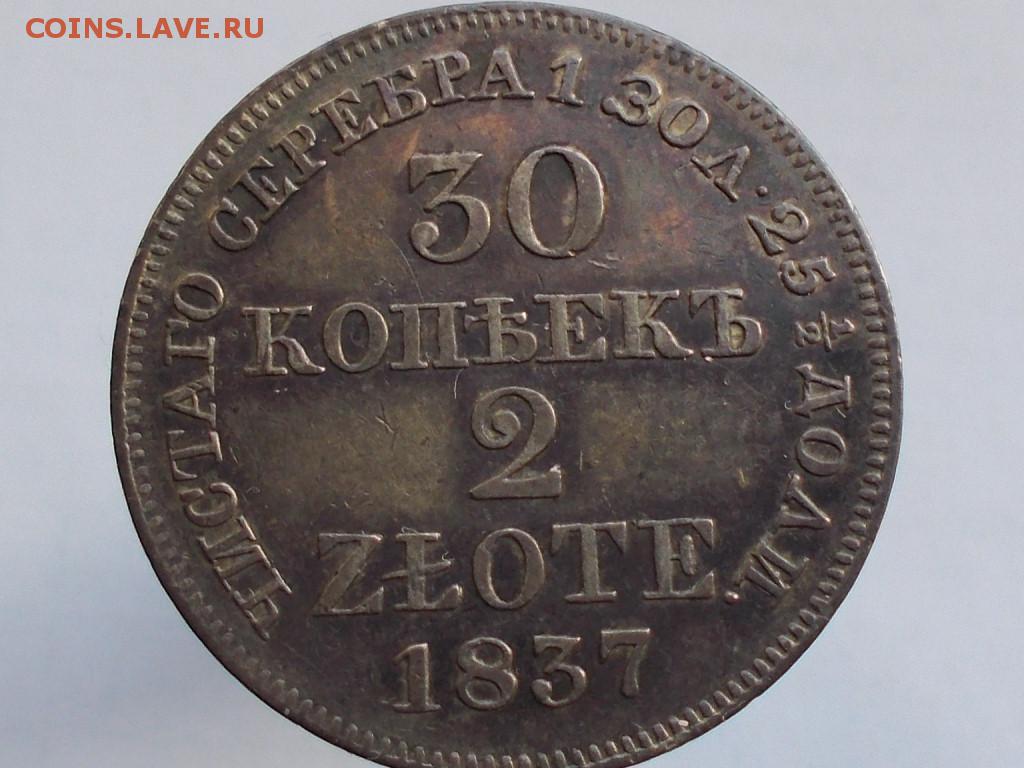 COINS.LAVE.RU
ЧИСТАГО СЕРЕБРА 1 ЗОЛ. 25 1/2 ДОЛИ.
30
КОПѢЕКЪ
2
ZŁOTE.
1837